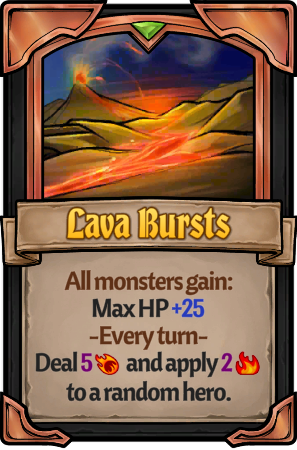 Lava Bursts
All monsters gain:
Max HP +25
-Every turn-
Deal 5 and apply 2
to a random hero.